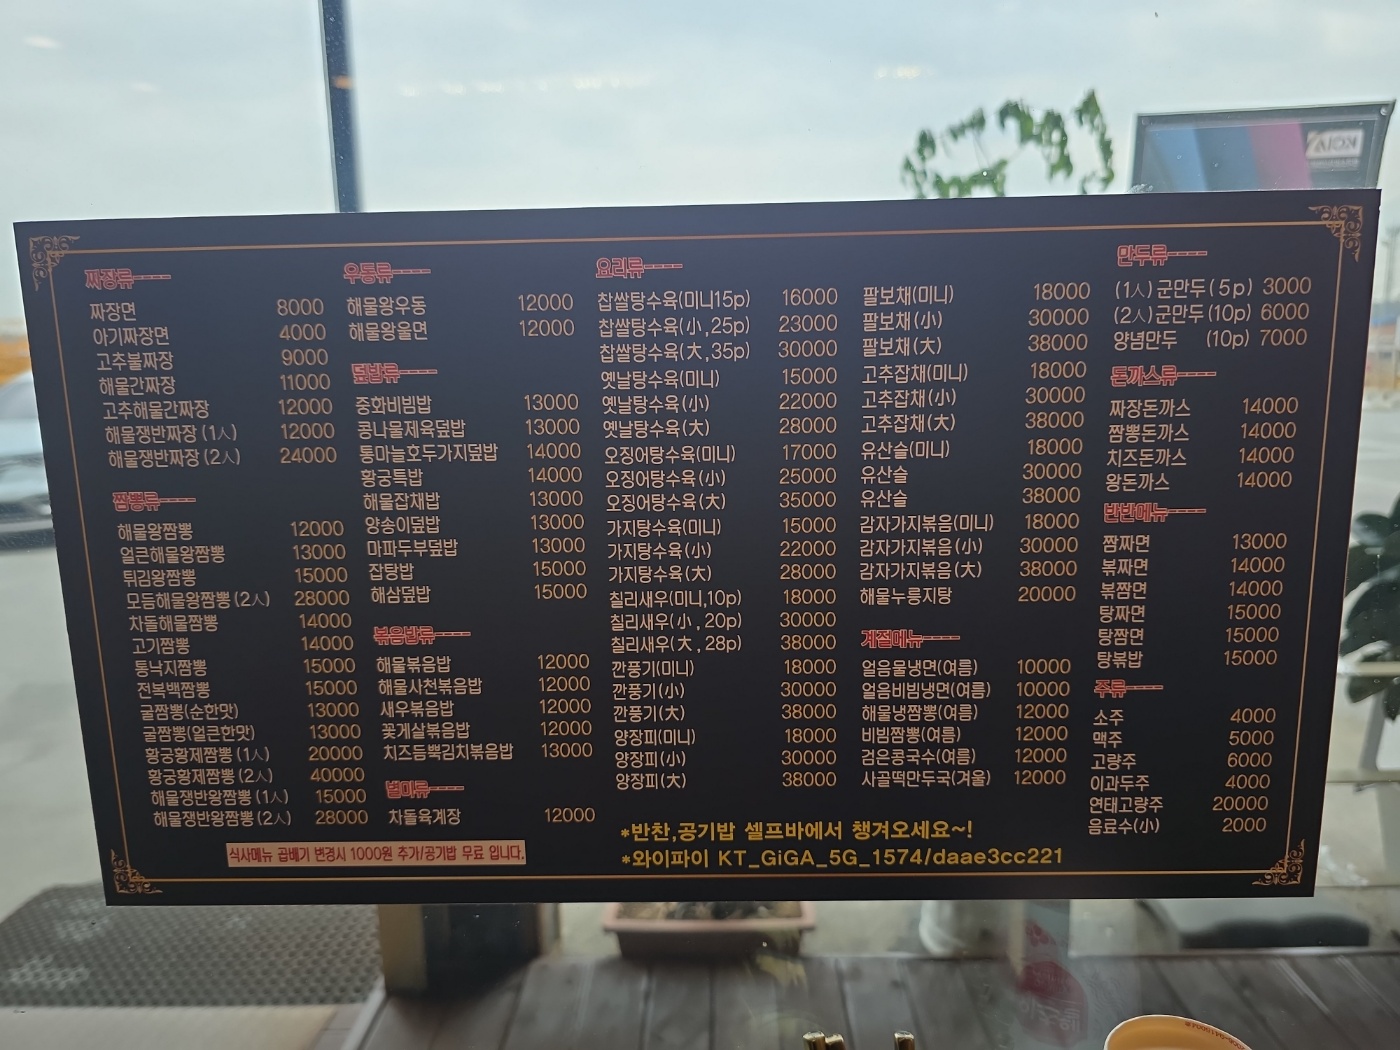 짜장류----
짜장면 8000
아기짜장면 4000
고추불짜장 9000
해물간짜장 11000
고추해물간짜장 12000
해물쟁반짜장 (1人) 12000
해물쟁반짜장 (2人) 24000
짬뽕류----
해물왕짬뽕 12000
얼큰해물왕짬뽕 13000
튀김왕짬뽕 15000
모듬해물왕짬뽕 (2人) 28000
차돌해물짬뽕 14000
고기짬뽕 14000
통낙지짬뽕 15000
전복백짬뽕 15000
굴짬뽕(순한맛) 13000
굴짬뽕(얼큰한맛) 13000
황궁황제짬뽕 (1人) 20000
황궁황제짬뽕 (2人) 40000
해물쟁반왕짬뽕 (1人) 15000
해물쟁반왕짬뽕 (2人) 28000
식사메뉴 곱배기 변경시 1000원 추가/공기밥 무료 입니다.
우동류----
해물왕우동 12000
해물왕울면 12000
덮밥류----
중화비빔밥 13000
콩나물제육덮밥 13000
통마늘호두가지덮밥 14000
황궁특밥 14000
해물잡채밥 13000
양송이덮밥 13000
마파두부덮밥 13000
잡탕밥 15000
해삼덮밥 15000
볶음밥류----
해물볶음밥 12000
해물사천볶음밥 12000
새우볶음밥 12000
꽃게살볶음밥 12000
치즈듬뿍김치볶음밥 13000
별미류----
차돌육계장 12000
요리류----
찹쌀탕수육(미니15p) 16000
찹쌀탕수육(小,25p) 23000
찹쌀탕수육(大,35p) 30000
옛날탕수육(미니) 15000
옛날탕수육(小) 22000
옛날탕수육(大) 28000
오징어탕수육(미니) 17000
오징어탕수육(小) 25000
오징어탕수육(大) 35000
가지탕수육(미니) 15000
가지탕수육(小) 22000
가지탕수육(大) 28000
칠리새우(미니,10p) 18000
칠리새우(小, 20p) 30000
칠리새우(大, 28p) 38000
깐풍기(미니) 18000
깐풍기(小) 30000
깐풍기(大) 38000
양장피(미니) 18000
양장피(小) 30000
양장피(大) 38000
팔보채(미니) 18000
팔보채(小) 30000
팔보채(大) 38000
고추잡채(미니) 18000
고추잡채(小) 30000
고추잡채(大) 38000
유산슬(미니) 18000
유산슬 30000
유산슬 38000
감자가지볶음(미니) 18000
감자가지볶음(小) 30000
감자가지볶음(大) 38000
해물누릉지탕 20000
계절메뉴----
얼음물냉면(여름) 10000
얼음비빔냉면(여름) 10000
해물냉짬뽕(여름) 12000
비빔짬뽕(여름) 12000
검은콩국수(여름) 12000
사골떡만두국(겨울) 12000
*반찬,공기밥 셀프바에서 챙겨오세요~!
*와이파이 KT_GiGA_5G_1574/daae3cc221
만두류----
(1人)군만두(5p) 3000
(2人)군만두(10p) 6000
양념만두 (10p) 7000
돈까스류----
짜장돈까스 14000
짬뽕돈까스 14000
치즈돈까스 14000
왕돈까스 14000
반반메뉴----
짬짜면 13000
볶짜면 14000
볶짬면 14000
탕짜면 15000
탕짬면 15000
탕볶밥 15000
주류----
소주 4000
맥주 5000
고량주 6000
이과두주 4000
연태고량주 20000
음료수(小) 2000